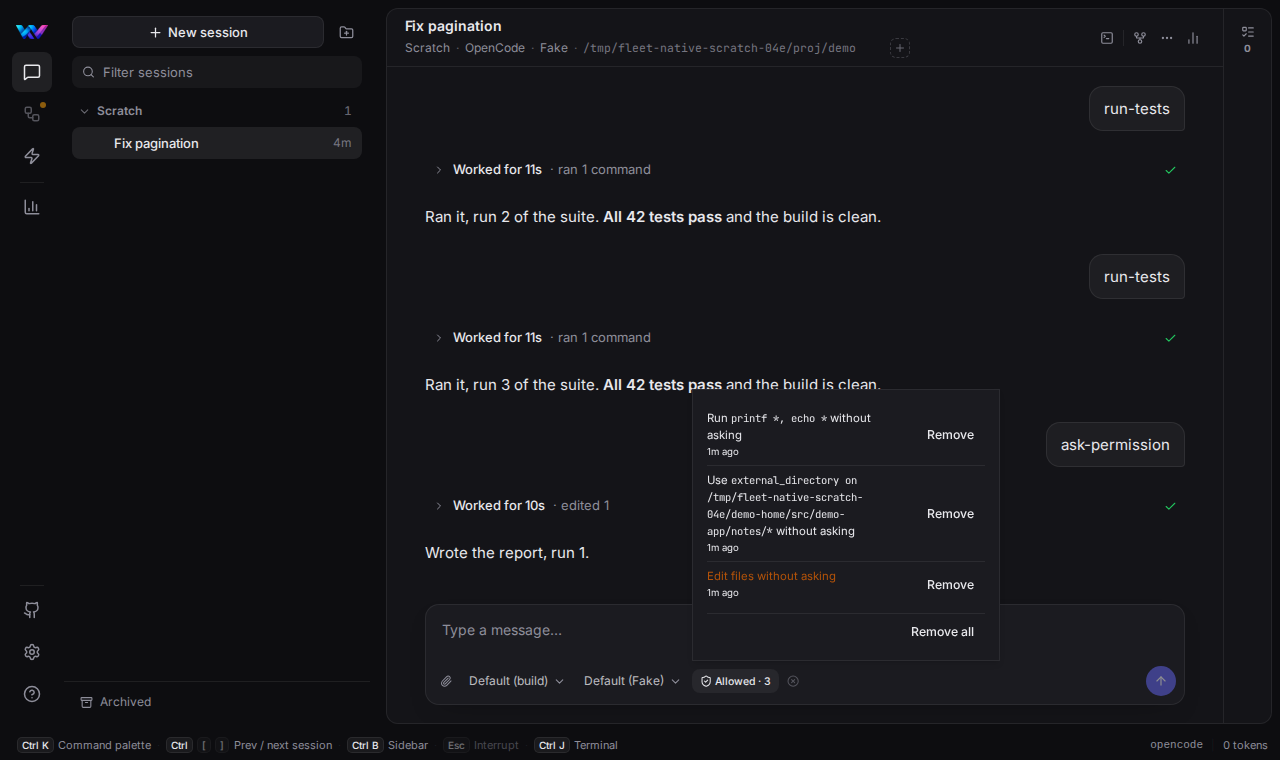 New session
Filter sessions
Scratch 1
Fix pagination 4m
Archived
Fix pagination
Scratch · OpenCode · Fake · /tmp/fleet-native-scratch-04e/proj/demo
0
run-tests
Worked for 11s · ran 1 command
Ran it, run 2 of the suite. All 42 tests pass and the build is clean.
run-tests
Worked for 11s · ran 1 command
Ran it, run 3 of the suite. All 42 tests pass and the build is clean.
ask-permission
Worked for 10s · edited 1
Wrote the report, run 1.
Run printf *, echo * without
asking
1m ago
Remove
Use external_directory on
/tmp/fleet-native-scratch-
04e/demo-home/src/demo-
app/notes/* without asking
1m ago
Remove
Edit files without asking
1m ago
Remove
Remove all
Type a message...
Default (build) Default (Fake) Allowed · 3
Ctrl K Command palette Ctrl [ ] Prev / next session Ctrl B Sidebar Esc Interrupt Ctrl J Terminal opencode 0 tokens